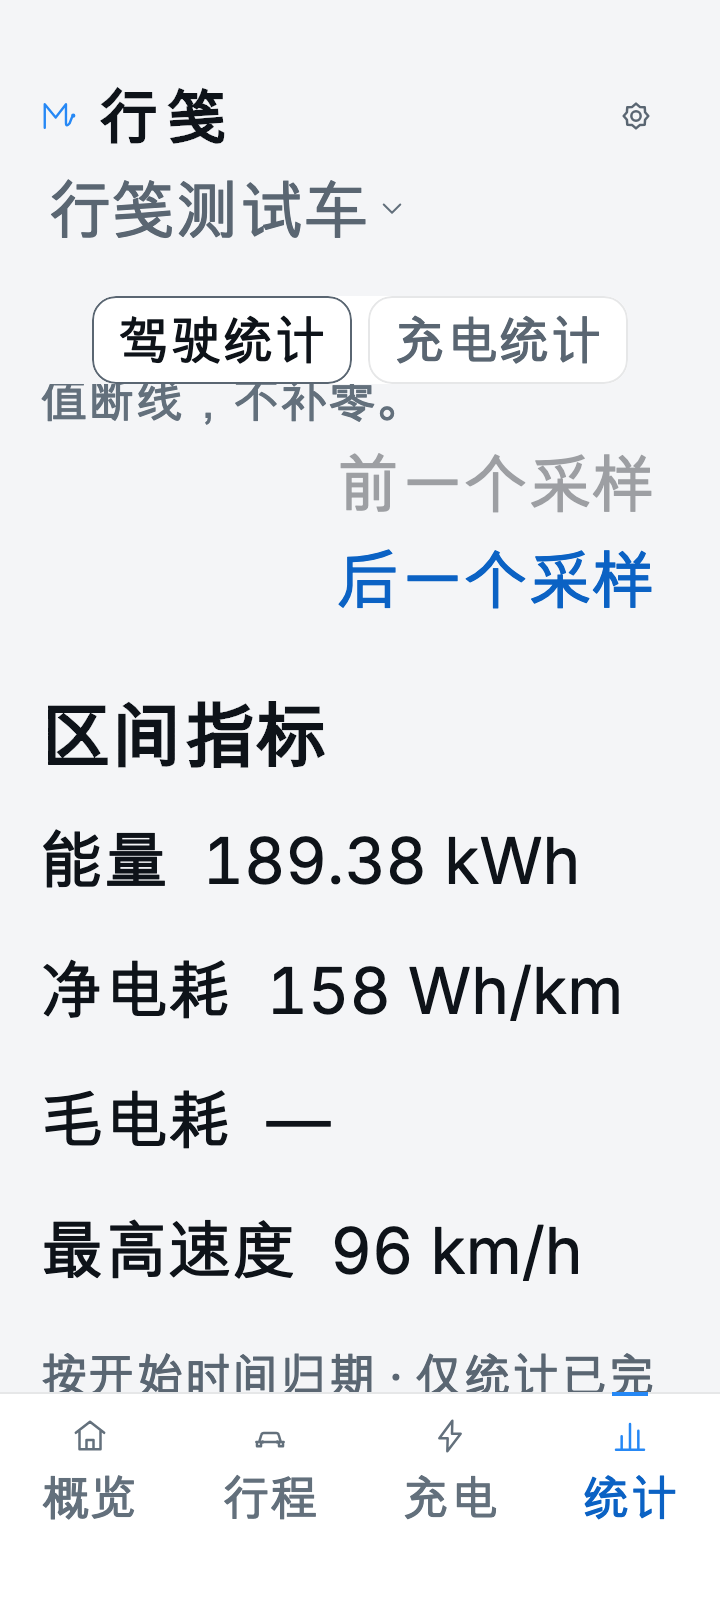 行笺
行笺测试车
驾驶统计 充电统计
值断线，不补零。
前一个采样
后一个采样
区间指标
能量 189.38 kWh
净电耗 158 Wh/km
毛电耗 —
最高速度 96 km/h
按开始时间归期 · 仅统计已完
概览 行程 充电 统计